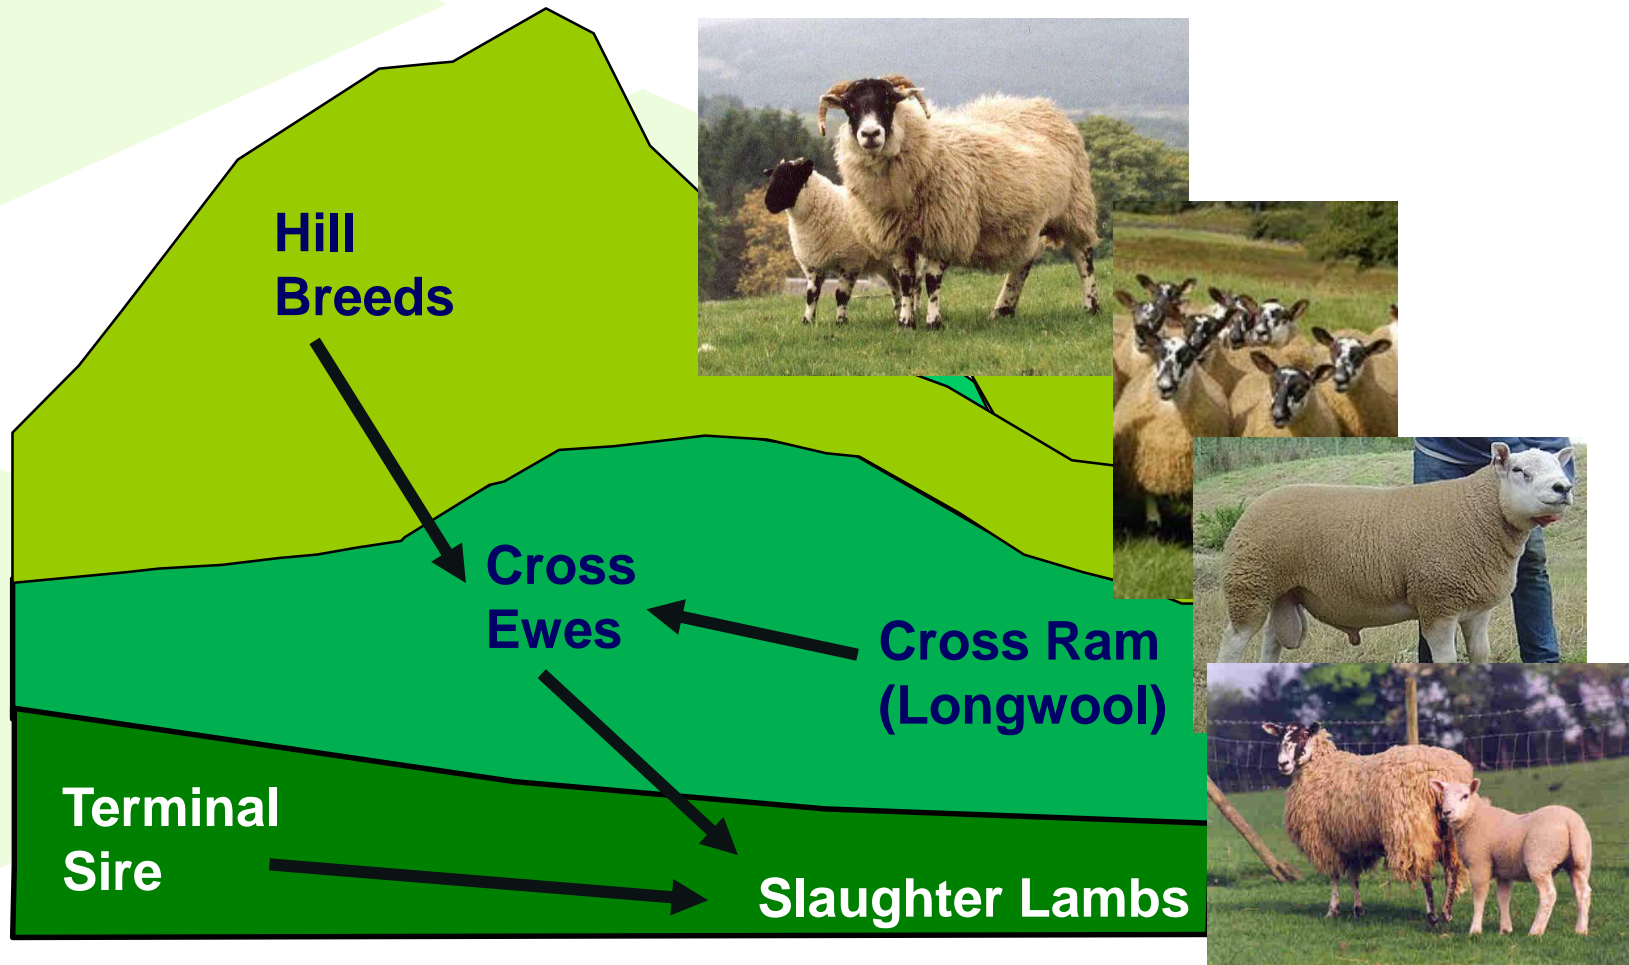 Hill
Breeds
Cross
Ewes
Cross Ram
(Longwool)
Terminal
Sire
Slaughter Lambs